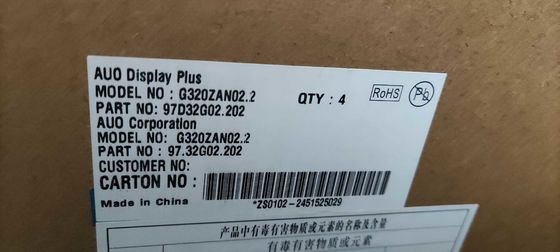 AUO Display Plus
MODEL NO : G320ZAN02.2
QTY : 4
RoHS
Pb
PART NO : 97D32G02.202
AUO Corporation
MODEL NO: G320ZAN02.2
PART NO : 97.32G02.202
CUSTOMER NO:
CARTON NO :
*ZS0102-2451525029
Made in China
产品中有毒有害物质或元素的名称及含量
有毒有害物质或元素